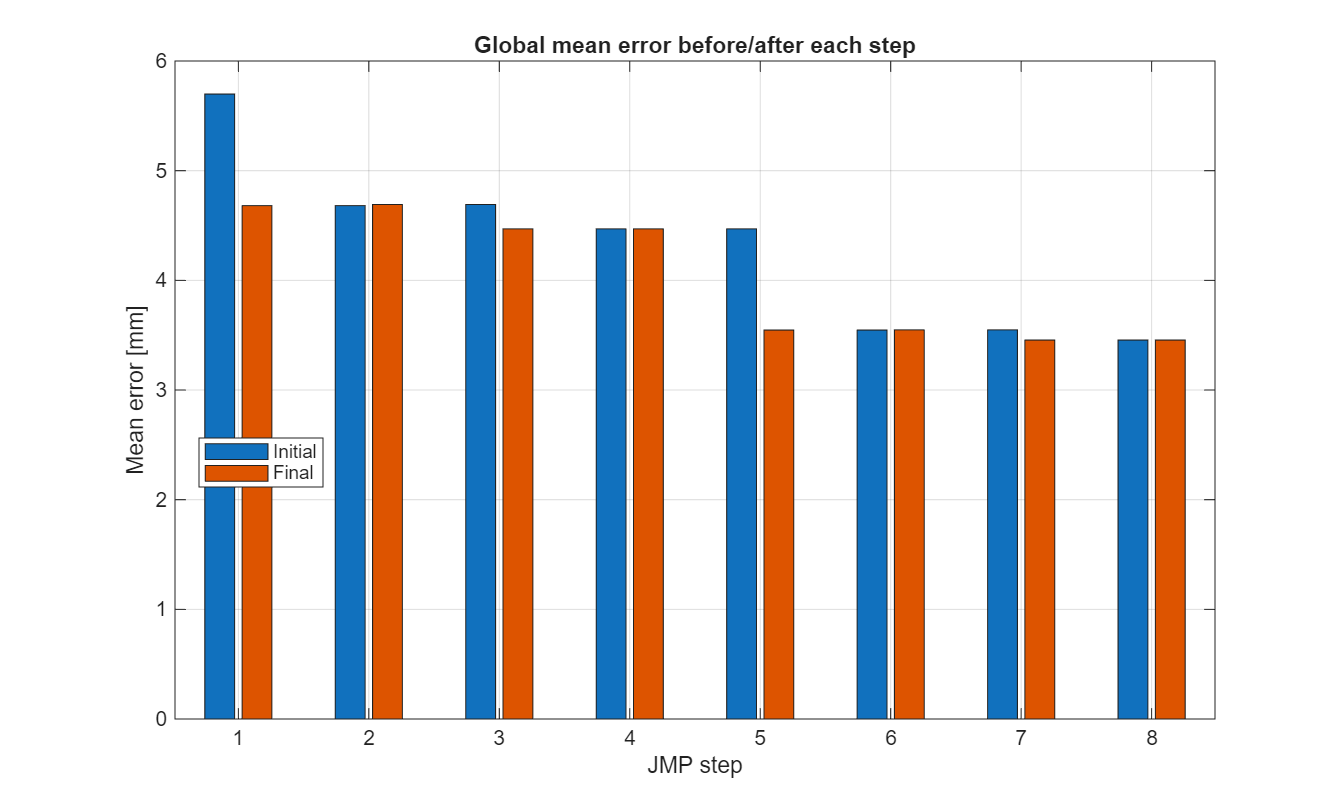 Global mean error before/after each step
6
5
4
3
2
1
0
Mean error [mm]
Initial
Final
1 2 3 4 5 6 7 8
JMP step